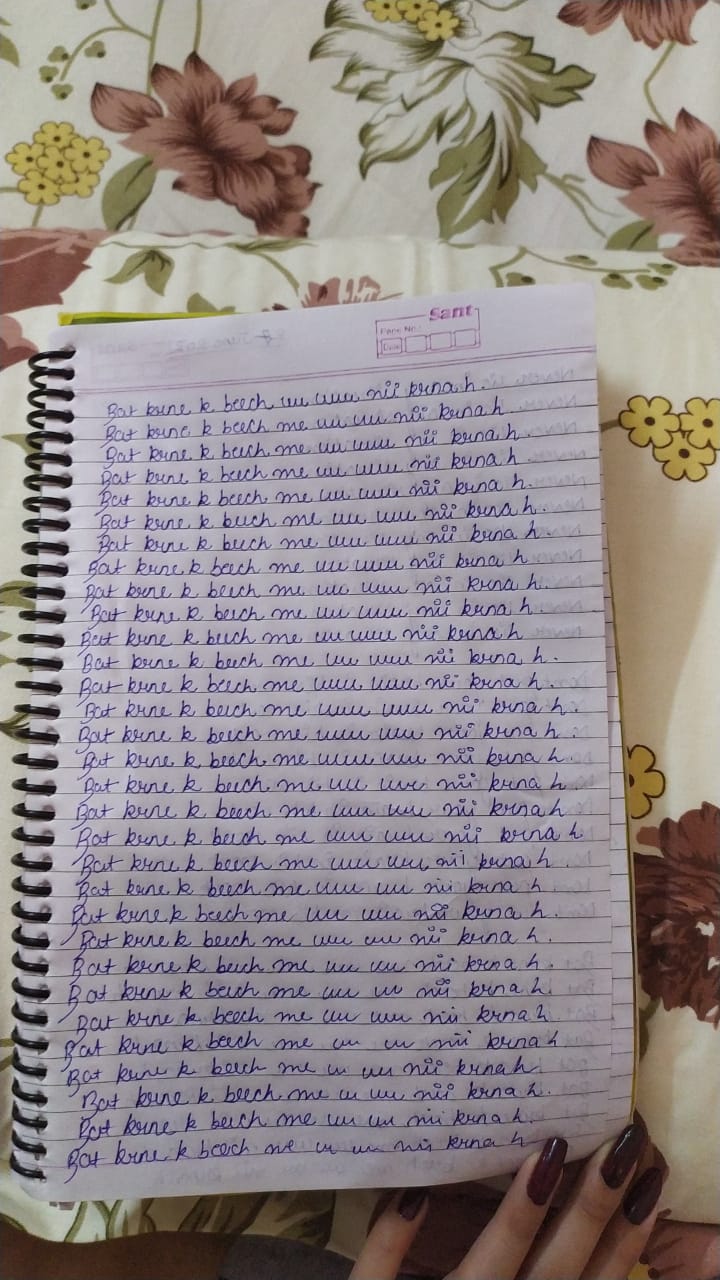 Sant
Page No.:
Date
Bat krne k beech uu uuu nii krna h
Bat krne k beech me uu uu nii krna h
Bat krne k beech me uu uuu nii krna h.
Bat krne k beech me uu uuu nii krna h
Bat krne k beech me uu uuu nii krna h.
Bat krne k beech me uu uuu nii krna h.
Bat krne k beech me uu uuu nii krna h.
Bat krne k beech me uu uuu nii krna h
Bat krne k beech me uu uuu nii krna h.
Bat krne k beech me uu uuu nii krna h
Bat krne k beech me uu uuu nii krna h
Bat krne k beech me uu uuu nii krna h.
Bat krne k beech me uuu uuu nii krna h.
Bat krne k beech me uuu uuu nii krna h.
Bat krne k beech me uuu uuu nii krna h.
Bat krne k beech me uuuu uuu nii krna h.
Bat krne k beech me uu uu nii krna h
Bat krne k beech me uu uu nii krna h
Bat krne k beech me uu uuu nii krna h
Bat krne k beech me uuu uuu nii krna h
Bat krne k beech me uuu uu nii krna h
Bat krne k beech me uu uuu nii krna h
Bat krne k beech me uuu uu nii krna h.
Bat krne k beech me uu uu nii krna h.
Bat krne k beech me uu u nii krna h
Bat krne k beech me uu uuu nii krna h
Bat krne k beech me uu u nii krna h
Bat krne k beech me u uu nii krna h
Bat krne k beech me u uu nii krna h.
Bat krne k beech me uu uu nii krna h.
Bat krne k beech me u u nii krna h